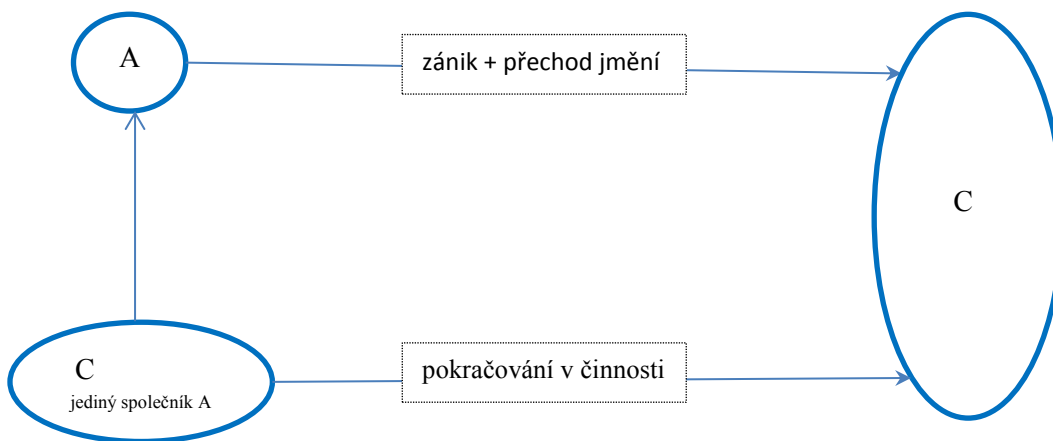 A
zánik + přechod jmění
C
C
jediný společník A
pokračování v činnosti